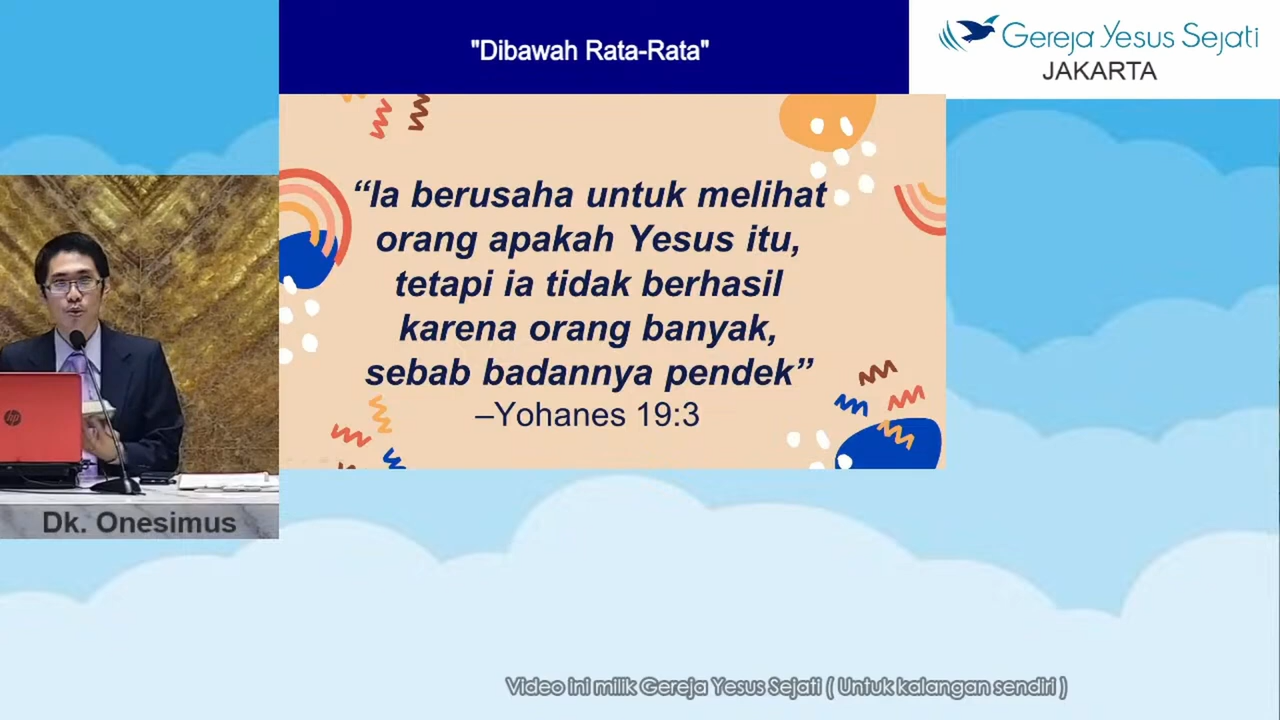 "Dibawah Rata-Rata"
Gereja Yesus Sejati
JAKARTA
“Ia berusaha untuk melihat
orang apakah Yesus itu,
tetapi ia tidak berhasil
karena orang banyak,
sebab badannya pendek”
–Yohanes 19:3
hp
Dk. Onesimus
Video ini milik Gereja Yesus Sejati ( Untuk kalangan sendiri )